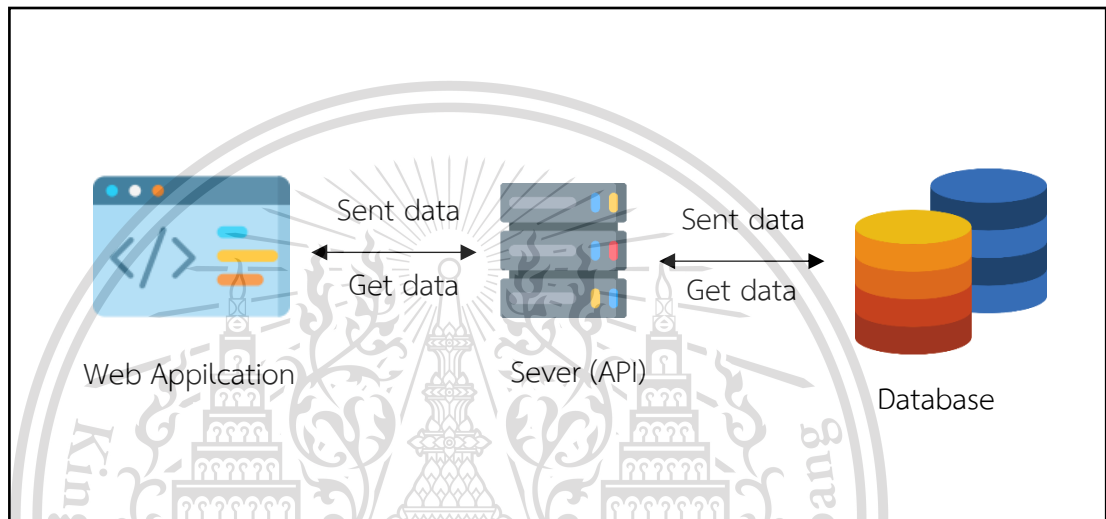 Sent data
Get data
Sent data
Get data
Web Appilcation
Sever (API)
Database